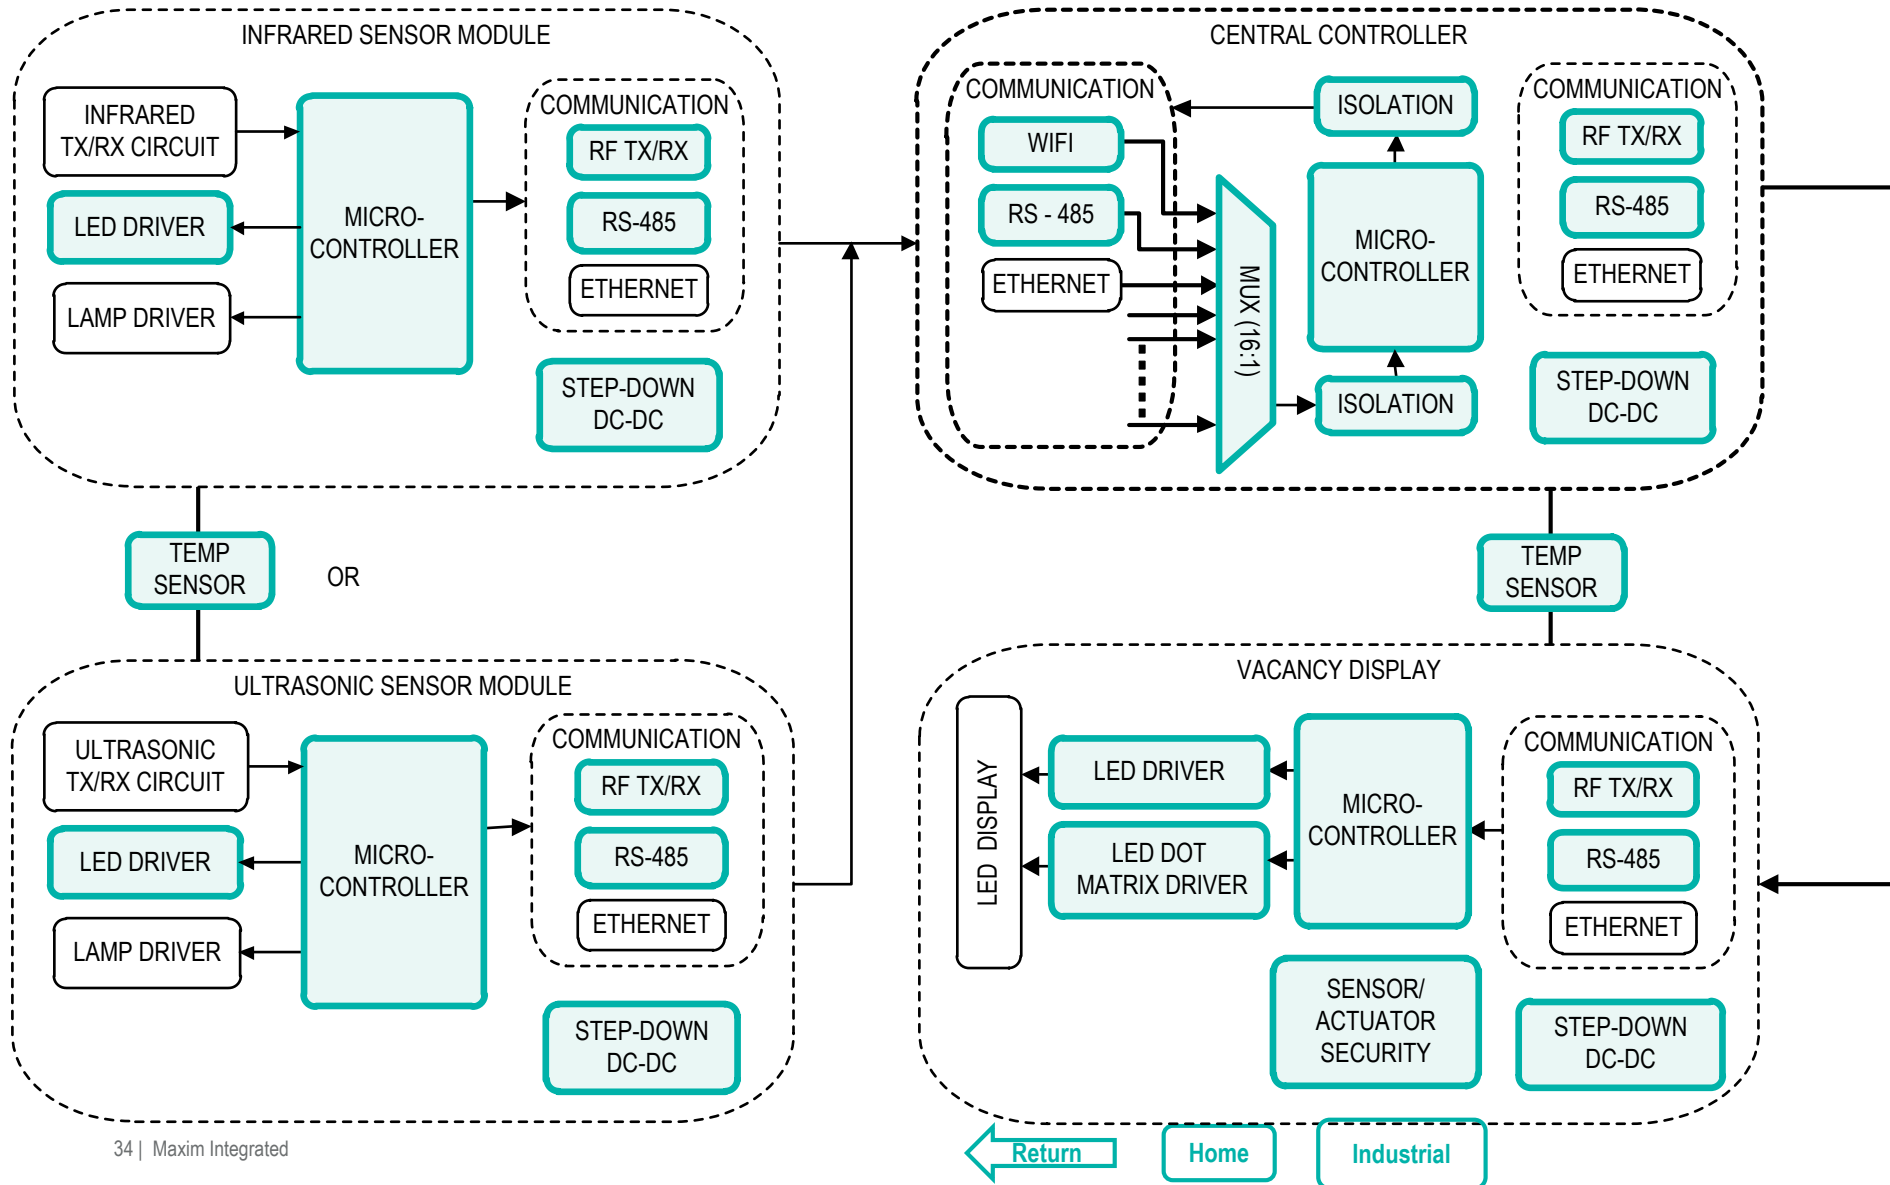 INFRARED SENSOR MODULE
INFRARED
TX/RX CIRCUIT
LED DRIVER
LAMP DRIVER
MICRO-
CONTROLLER
COMMUNICATION
RF TX/RX
RS-485
ETHERNET
STEP-DOWN
DC-DC
TEMP
SENSOR
OR
ULTRASONIC SENSOR MODULE
ULTRASONIC
TX/RX CIRCUIT
LED DRIVER
LAMP DRIVER
MICRO-
CONTROLLER
COMMUNICATION
RF TX/RX
RS-485
ETHERNET
STEP-DOWN
DC-DC
CENTRAL CONTROLLER
COMMUNICATION
WIFI
RS - 485
ETHERNET
MUX (16:1)
ISOLATION
MICRO-
CONTROLLER
ISOLATION
COMMUNICATION
RF TX/RX
RS-485
ETHERNET
STEP-DOWN
DC-DC
TEMP
SENSOR
VACANCY DISPLAY
LED DISPLAY
LED DRIVER
LED DOT
MATRIX DRIVER
MICRO-
CONTROLLER
COMMUNICATION
RF TX/RX
RS-485
ETHERNET
SENSOR/
ACTUATOR
SECURITY
STEP-DOWN
DC-DC
34 | Maxim Integrated
Return
Home
Industrial